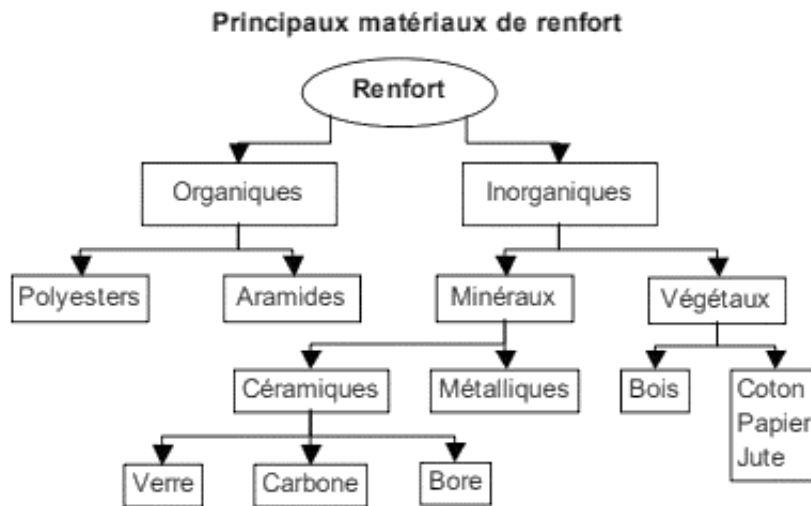 Principaux matériaux de renfort
Renfort
Organiques
Inorganiques
Polyesters
Aramides
Minéraux
Végétaux
Céramiques
Métalliques
Bois
Coton
Papier
Jute
Verre
Carbone
Bore